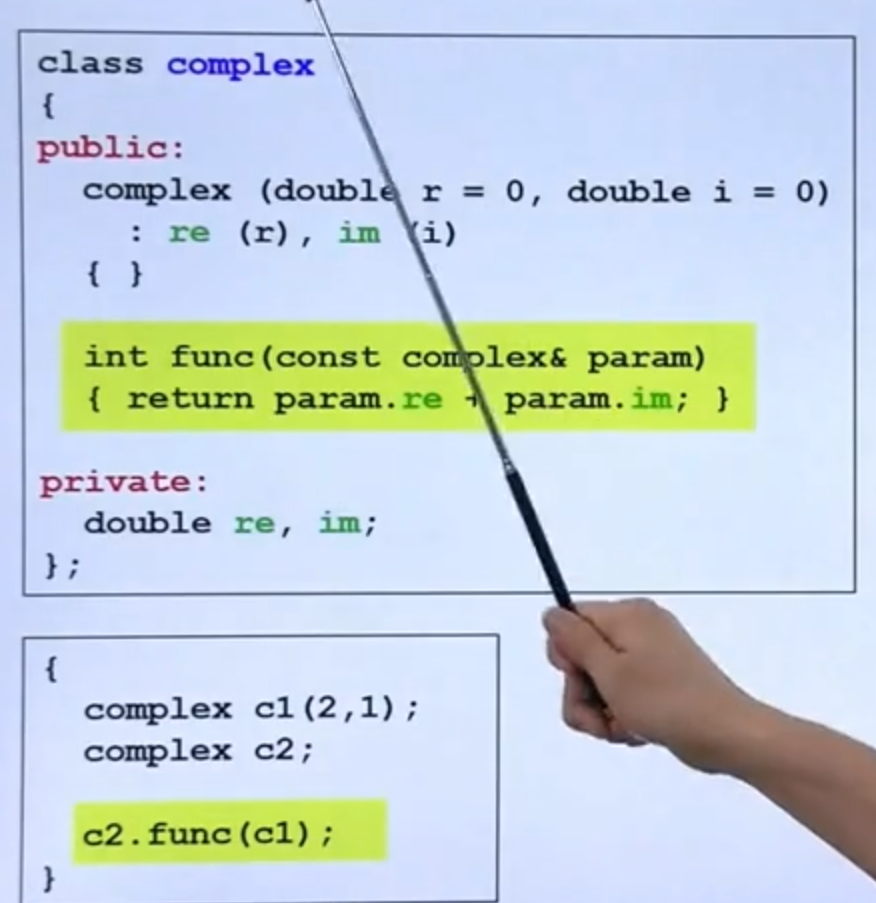 class complex
{
public:
complex (double r = 0, double i = 0)
: re (r), im (i)
{ }
int func(const complex& param)
{ return param.re + param.im; }
private:
double re, im;
};
{
complex c1(2,1);
complex c2;
c2.func(c1);
}